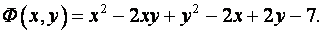 Φ(x, y) = x² − 2xy + y² − 2x + 2y − 7.